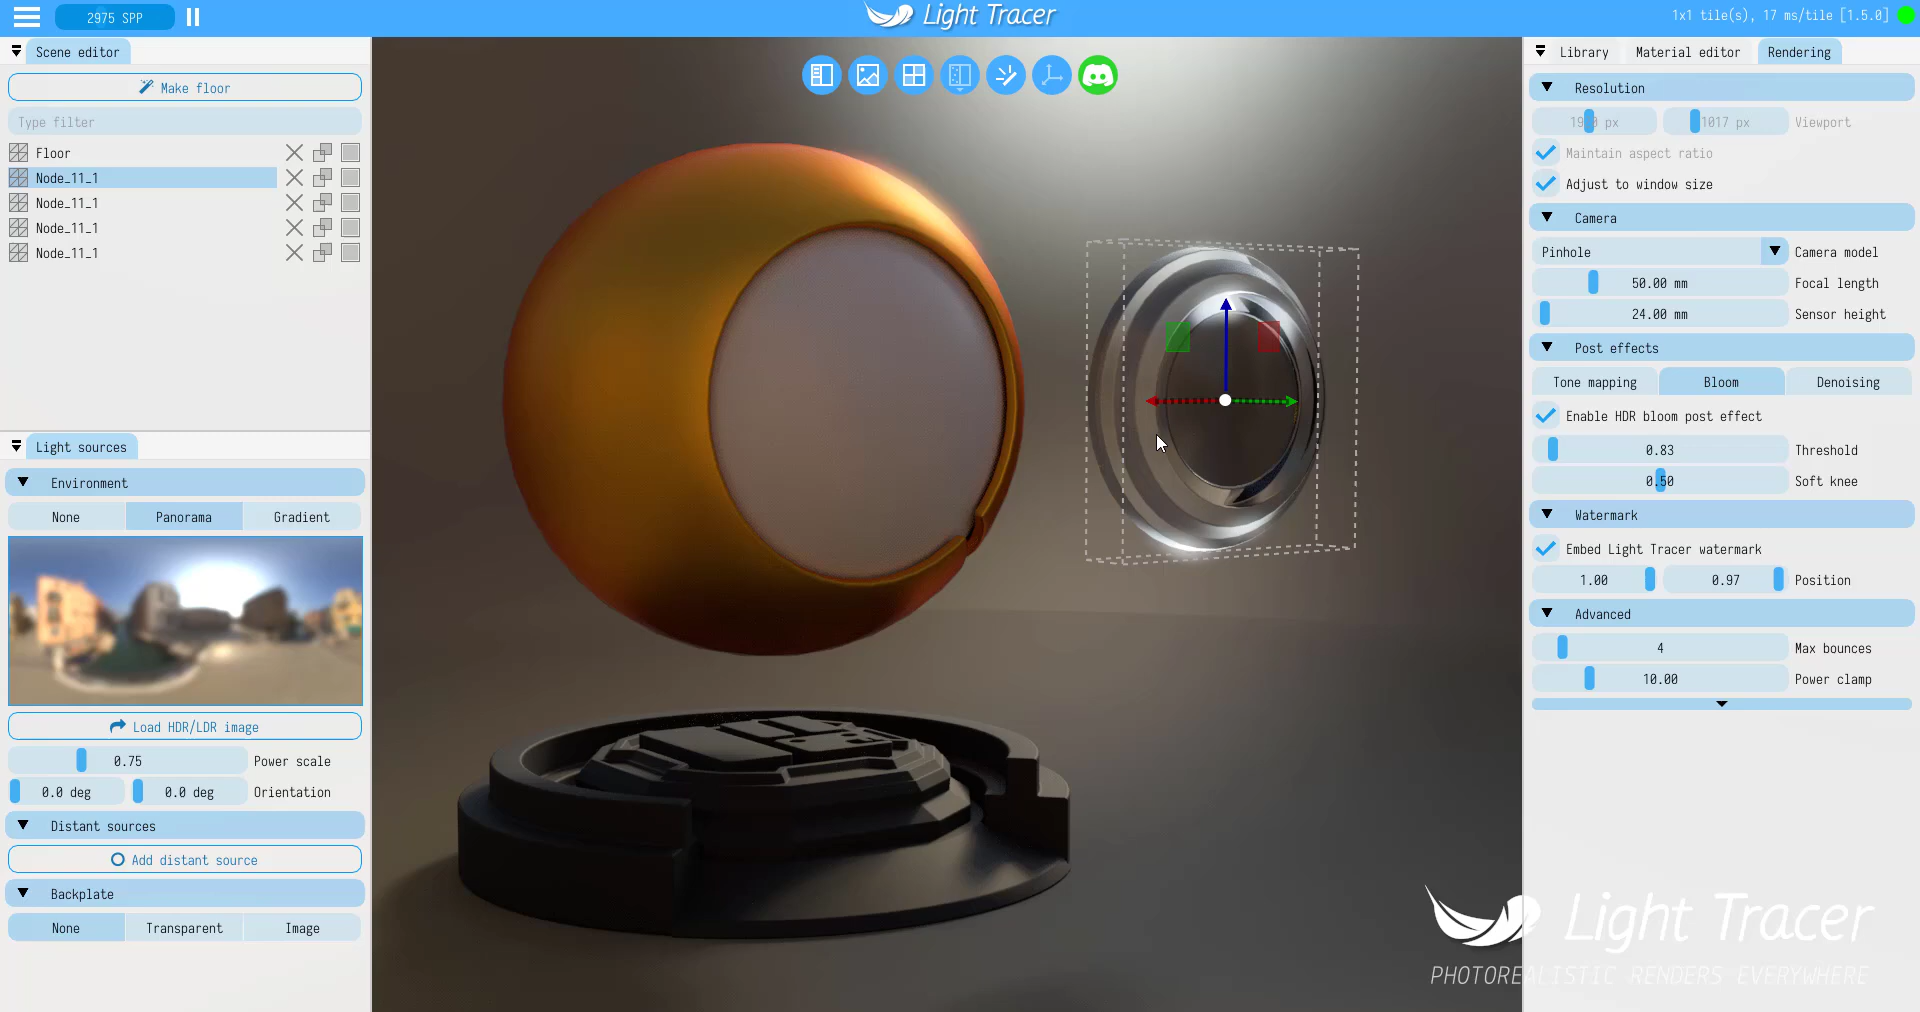 2975 SPP
Light Tracer
1x1 tile(s), 17 ms/tile [1.5.0]
Scene editor
Make floor
Type filter
Floor
Node_11_1
Node_11_1
Node_11_1
Node_11_1
Light sources
Environment
None
Panorama
Gradient
Load HDR/LDR image
0.75
Power scale
0.0 deg
0.0 deg
Orientation
Distant sources
Add distant source
Backplate
None
Transparent
Image
Library
Material editor
Rendering
Resolution
1017 px
Viewport
Maintain aspect ratio
Adjust to window size
Camera
Pinhole
Camera model
50.00 mm
Focal length
24.00 mm
Sensor height
Post effects
Tone mapping
Bloom
Denoising
Enable HDR bloom post effect
0.83
Threshold
0.50
Soft knee
Watermark
Embed Light Tracer watermark
1.00
0.97
Position
Advanced
4
Max bounces
10.00
Power clamp
Light Tracer
PHOTOREALISTIC RENDERS EVERYWHERE